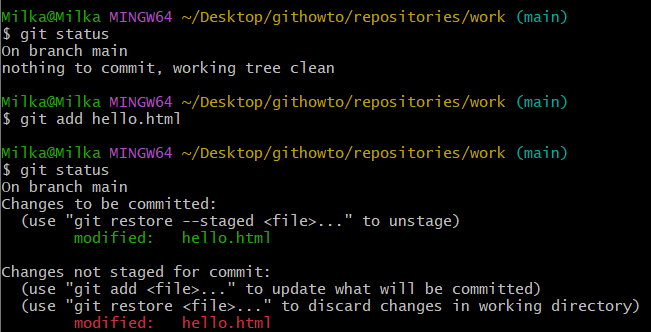 Milka@Milka MINGW64 ~/Desktop/githowto/repositories/work (main)
$ git status
On branch main
nothing to commit, working tree clean
Milka@Milka MINGW64 ~/Desktop/githowto/repositories/work (main)
$ git add hello.html
Milka@Milka MINGW64 ~/Desktop/githowto/repositories/work (main)
$ git status
On branch main
Changes to be committed:
  (use "git restore --staged <file>..." to unstage)
        modified:   hello.html
Changes not staged for commit:
  (use "git add <file>..." to update what will be committed)
  (use "git restore <file>..." to discard changes in working directory)
        modified:   hello.html